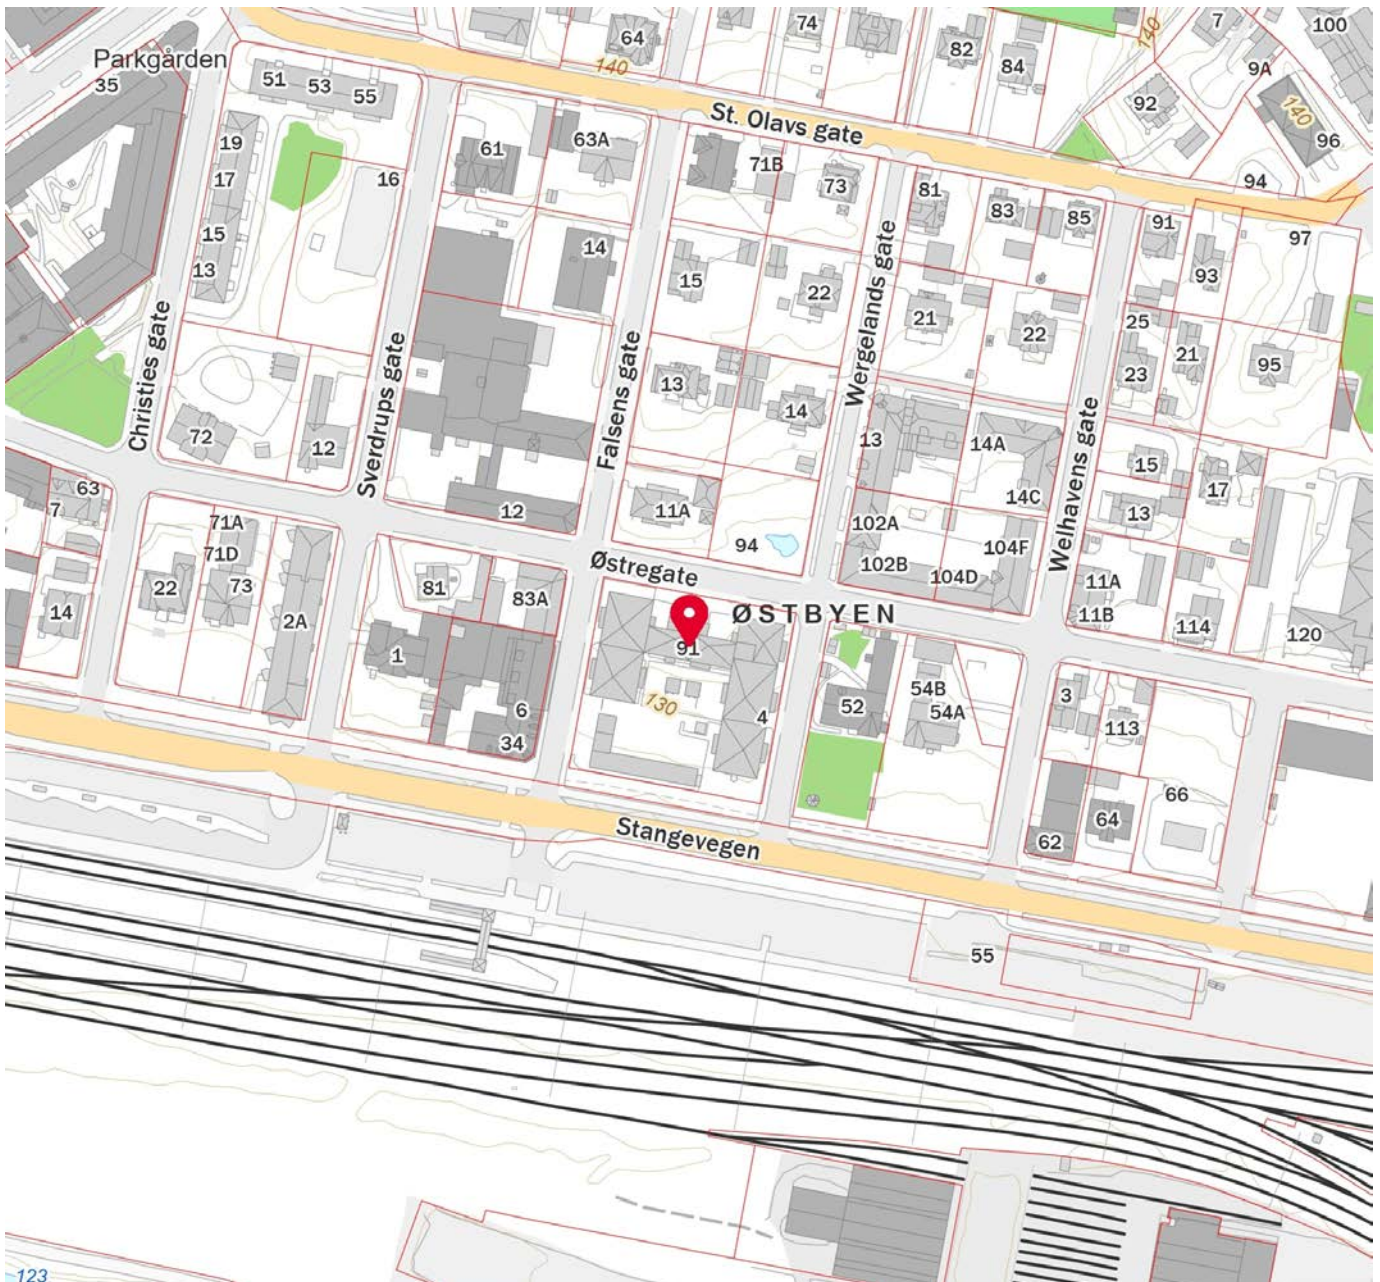 100
7
74
64
140
140
82
84
9A
Parkgården
35
51
53
55
92
140
96
St. Olavs gate
19
61
63A
71B
17
16
73
81
83
85
94
91
97
15
14
93
13
15
22
21
22
25
21
23
95
Christies gate
Sverdrups gate
Falsens gate
Wergelands gate
Welhavens gate
13
14
72
12
13
14A
15
17
14C
63
7
12
11A
102A
13
71A
94
104F
71D
Østregate
102B
104D
11A
22
73
81
83A
ØSTBYEN
11B
14
2A
91
114
120
1
54B
3
130
6
4
52
54A
113
34
66
64
62
Stangevegen
55
123